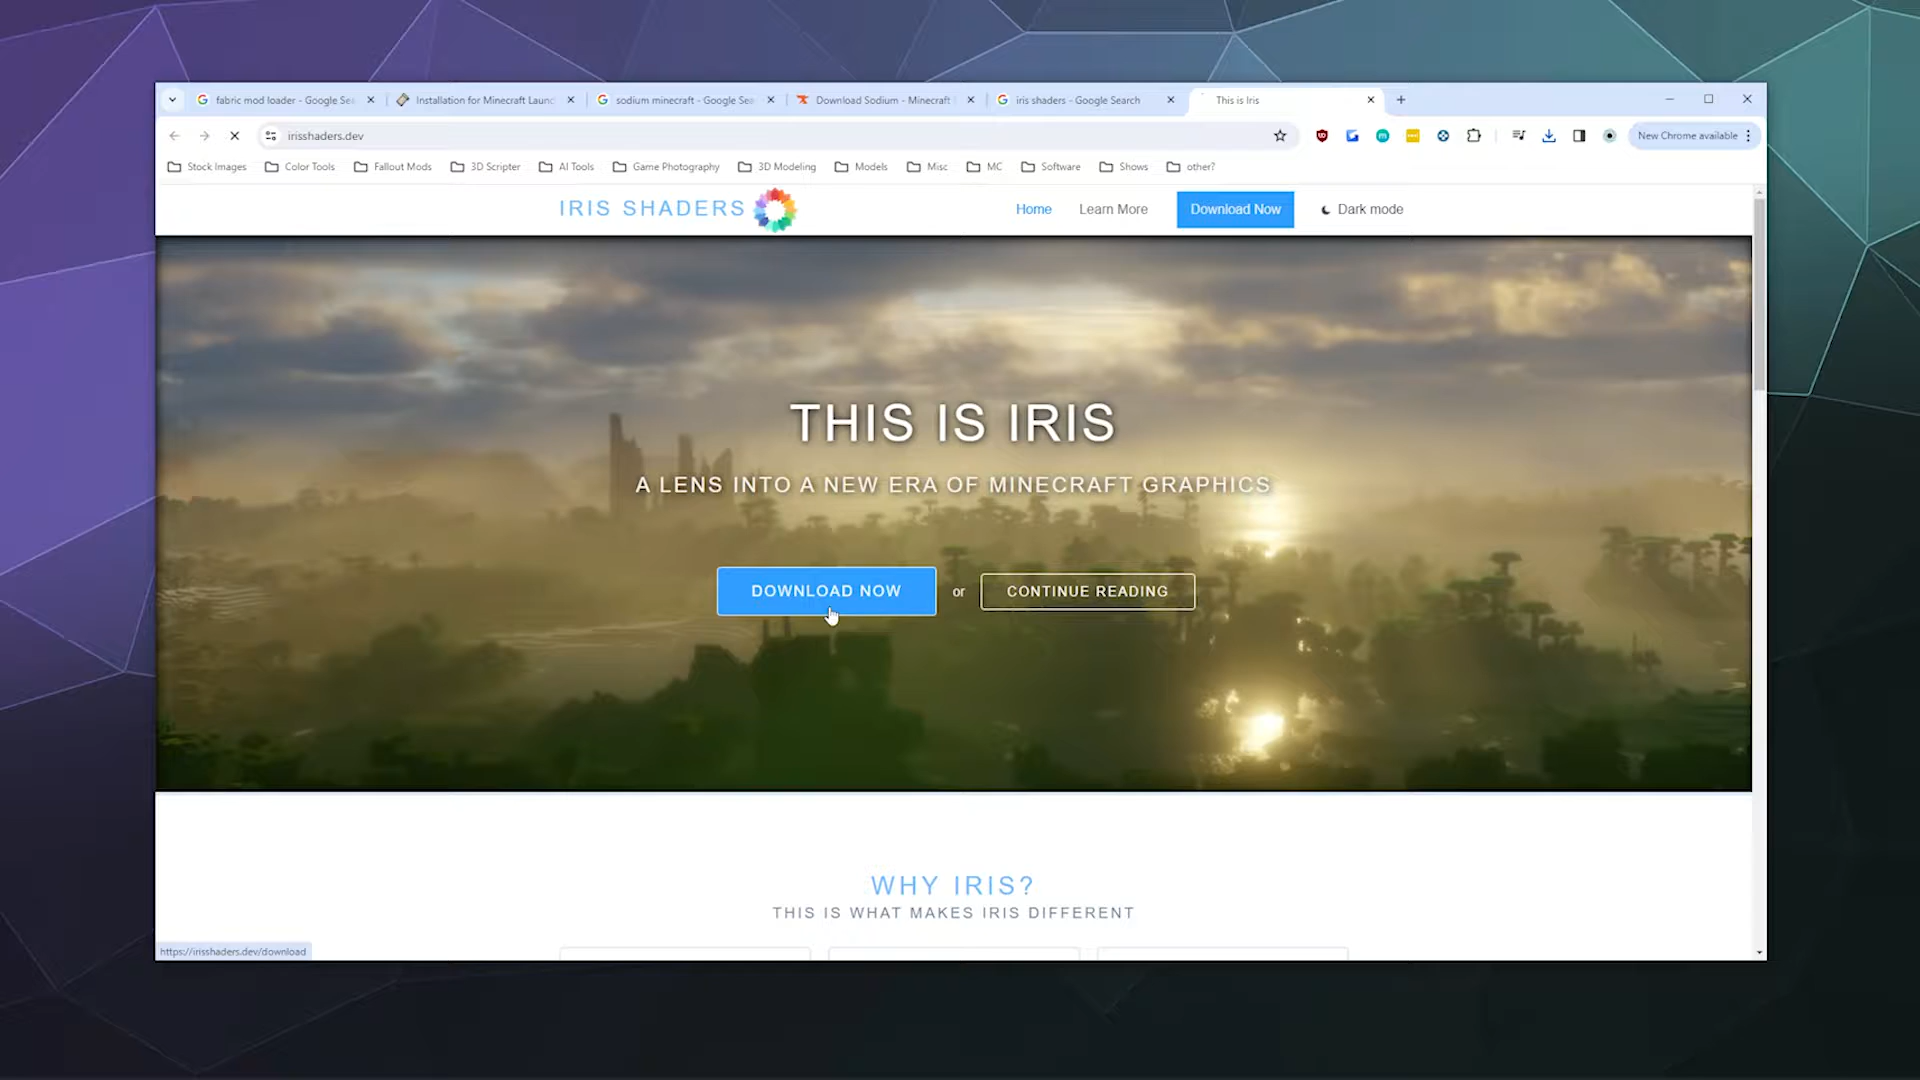 fabric mod loader - Google Sea
Installation for Minecraft Launc
sodium minecraft - Google Sea
Download Sodium - Minecraft
iris shaders - Google Search
This is Iris
irisshaders.dev
New Chrome available
Stock Images
Color Tools
Fallout Mods
3D Scripter
AI Tools
Game Photography
3D Modeling
Models
Misc
MC
Software
Shows
other?
IRIS SHADERS
Home
Learn More
Download Now
Dark mode
THIS IS IRIS
A LENS INTO A NEW ERA OF MINECRAFT GRAPHICS
DOWNLOAD NOW
or
CONTINUE READING
WHY IRIS?
THIS IS WHAT MAKES IRIS DIFFERENT
https://irisshaders.dev/download